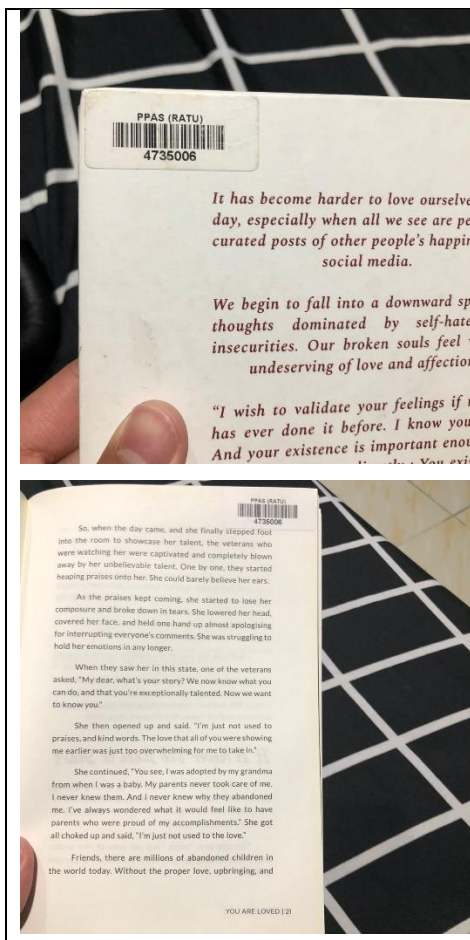 PPAS (RATU)
4735006
It has become harder to love ourselve
day, especially when all we see are pe
curated posts of other people's happin
social media.
We begin to fall into a downward sp
thoughts dominated by self-hate
insecurities. Our broken souls feel
undeserving of love and affection
"I wish to validate your feelings if
has ever done it before. I know you
And your existence is important enou
You exi
PPAS (RATU)
4735006
So, when the day came, and she finally stepped foot
into the room to showcase her talent, the veterans who
were watching her were captivated and completely blown
away by her unbelievable talent. One by one, they started
heaping praises onto her. She could barely believe her ears.
As the praises kept coming, she started to lose her
composure and broke down in tears. She lowered her head,
covered her face, and held one hand up almost apologising
for interrupting everyone's comments. She was struggling to
hold her emotions in any longer.
When they saw her in this state, one of the veterans
asked, "My dear, what's your story? We now know what you
can do, and that you're exceptionally talented. Now we want
to know you."
She then opened up and said. "I'm just not used to
praises, and kind words. The love that all of you were showing
me earlier was just too overwhelming for me to take in."
She continued, "You see, I was adopted by my grandma
from when I was a baby. My parents never took care of me.
I never knew them. And I never knew why they abandoned
me. I've always wondered what it would feel like to have
parents who were proud of my accomplishments." She got
all choked up and said, "I'm just not used to the love."
Friends, there are millions of abandoned children in
the world today. Without the proper love, upbringing, and
YOU ARE LOVED | 21